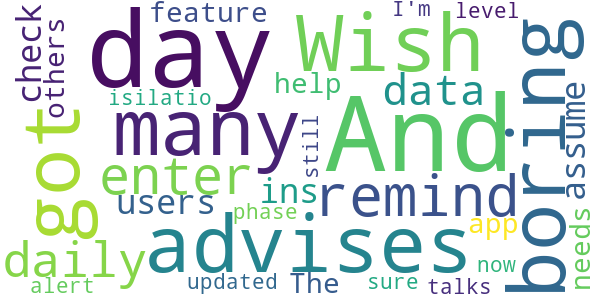 feature
I'm
level
check
others
day
Wish
boring
help
data
isilatio
got
many
And
assume
still
enter
ins
remind
users
phase
app
needs
daily
advises
now
alert
updated
The
sure
talks